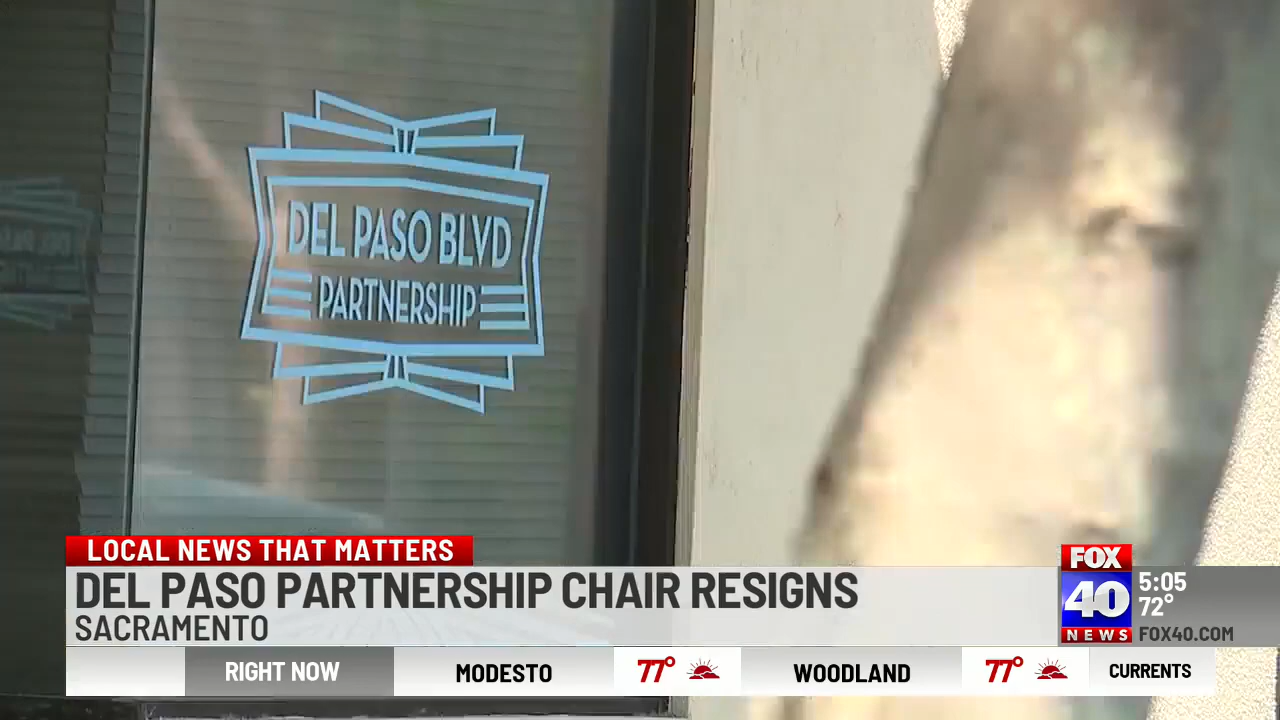 DEL PASO BLVD
PARTNERSHIP
LOCAL NEWS THAT MATTERS
DEL PASO PARTNERSHIP CHAIR RESIGNS
SACRAMENTO
FOX
40
NEWS
5:05
72°
FOX40.COM
RIGHT NOW
MODESTO
77°
WOODLAND
77°
CURRENTS